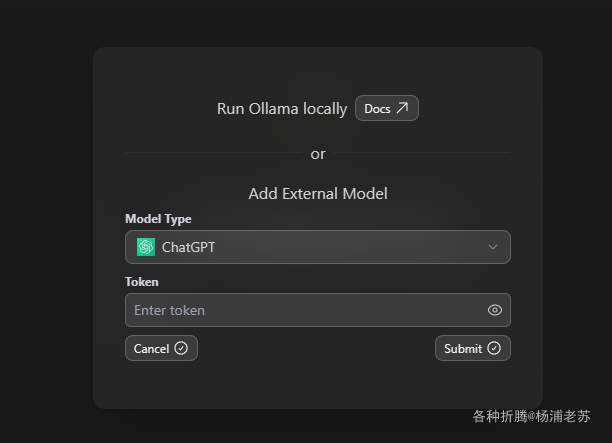 Run Ollama locally Docs
or
Add External Model
Model Type
ChatGPT
Token
Enter token
Cancel Submit
各种折腾@杨浦老苏